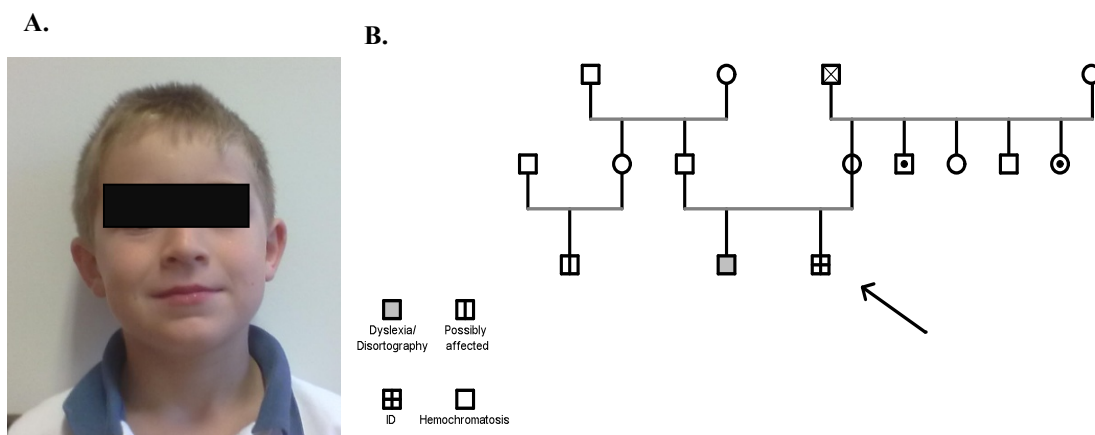 A.
B.
Dyslexia/
Disortography
Possibly
affected
ID
Hemochromatosis